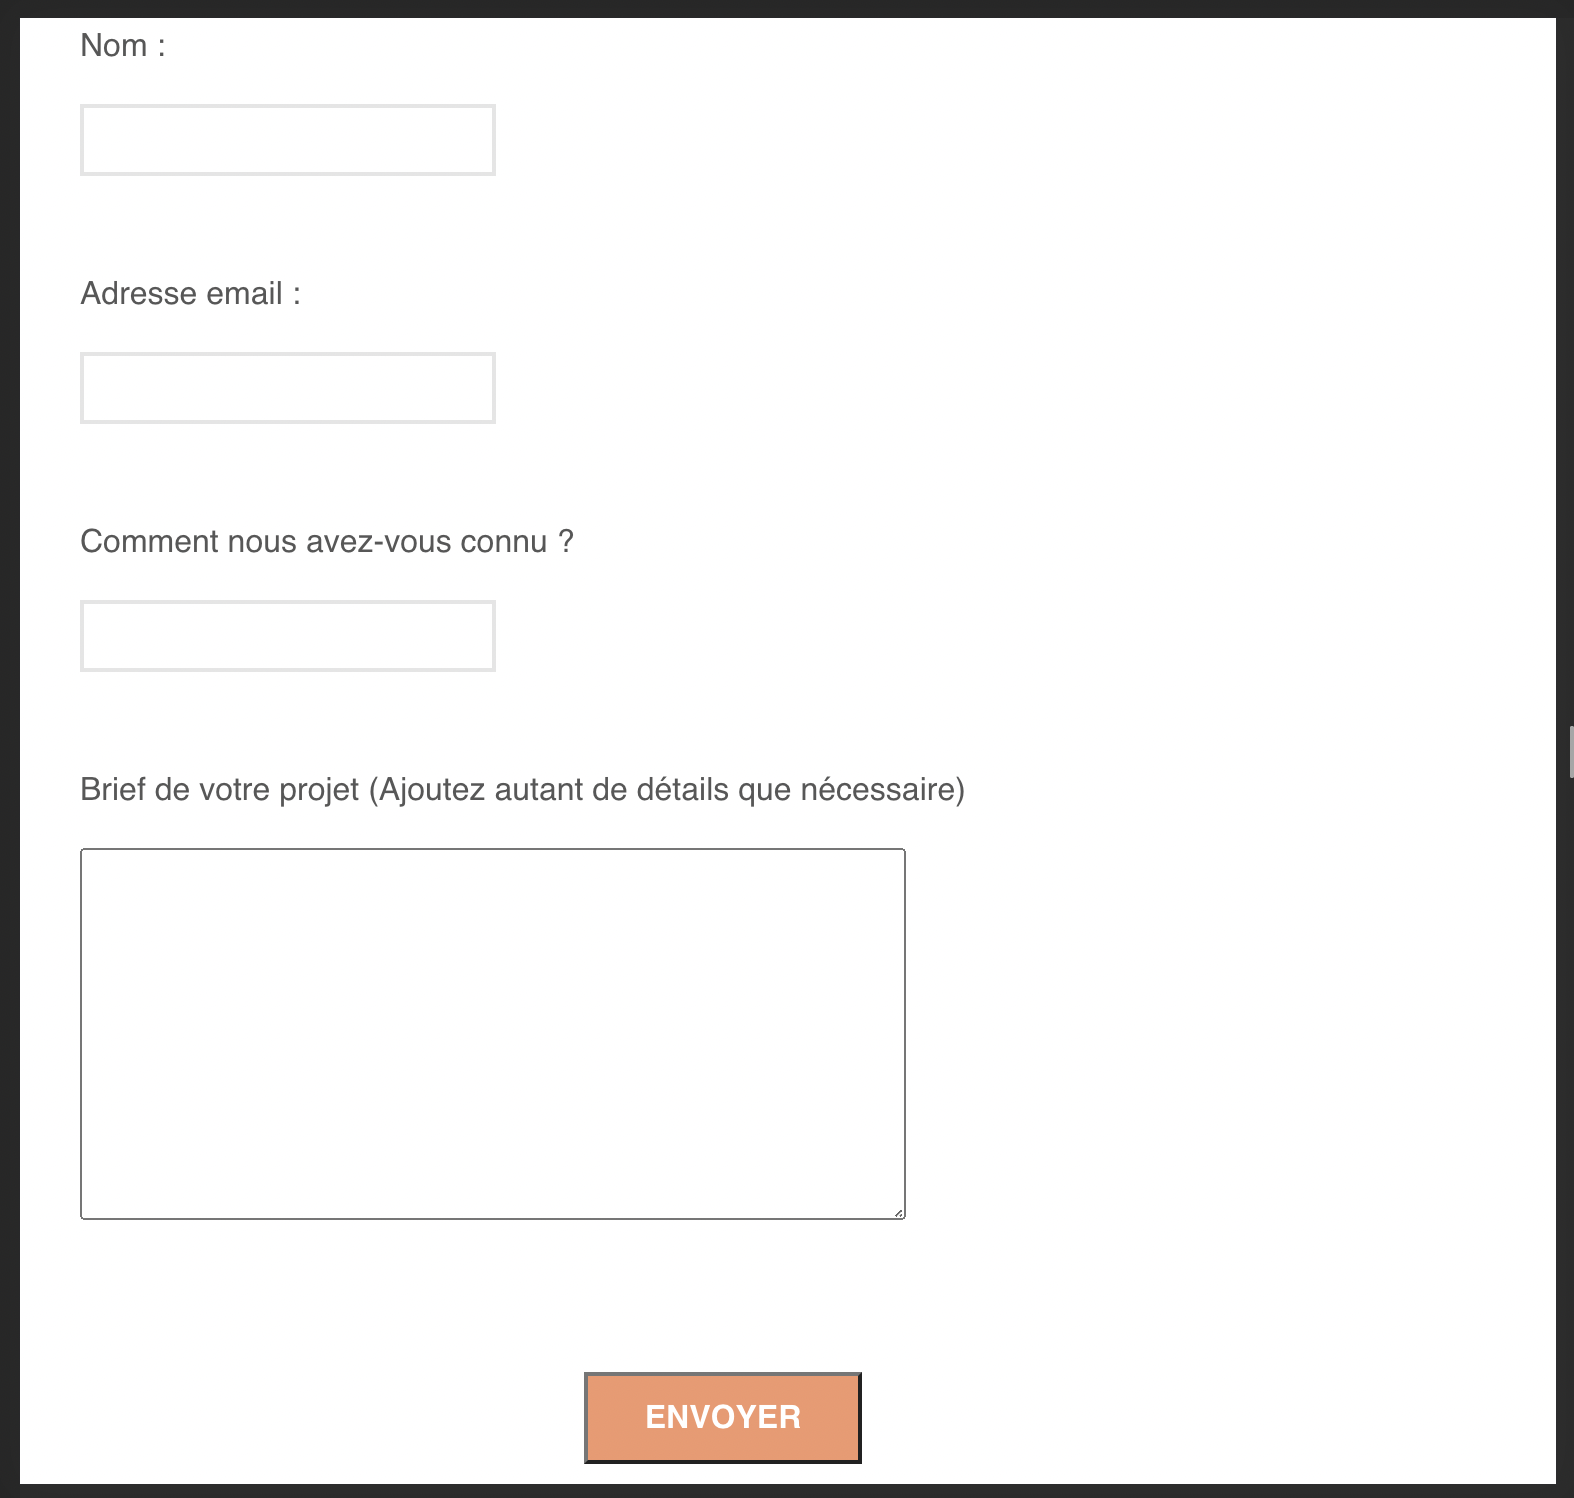 Nom :
Adresse email :
Comment nous avez-vous connu ?
Brief de votre projet (Ajoutez autant de détails que nécessaire)
ENVOYER